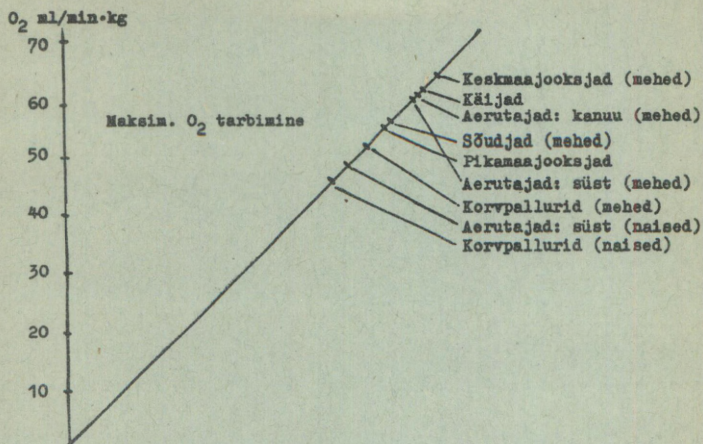 O₂ ml/min·kg
70
60
50
40
30
20
10
Maksim. O₂ tarbimine
Keskmaajooksjad (mehed)
Käijad
Aerutajad: kanuu (mehed)
Sõudjad (mehed)
Pikamaajooksjad
Aerutajad: süst (mehed)
Korvpallurid (mehed)
Aerutajad: süst (naised)
Korvpallurid (naised)